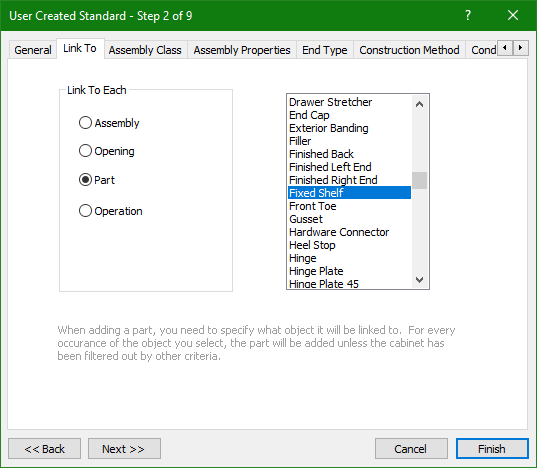 User Created Standard - Step 2 of 9
?
General
Link To
Assembly Class
Assembly Properties
End Type
Construction Method
Cond
Link To Each
Assembly
Opening
Part
Operation
Drawer Stretcher
End Cap
Exterior Banding
Filler
Finished Back
Finished Left End
Finished Right End
Fixed Shelf
Front Toe
Gusset
Hardware Connector
Heel Stop
Hinge
Hinge Plate
Hinge Plate 45
When adding a part, you need to specify what object it will be linked to.  For every
occurance of the object you select, the part will be added unless the cabinet has
been filtered out by other criteria.
<< Back
Next >>
Cancel
Finish